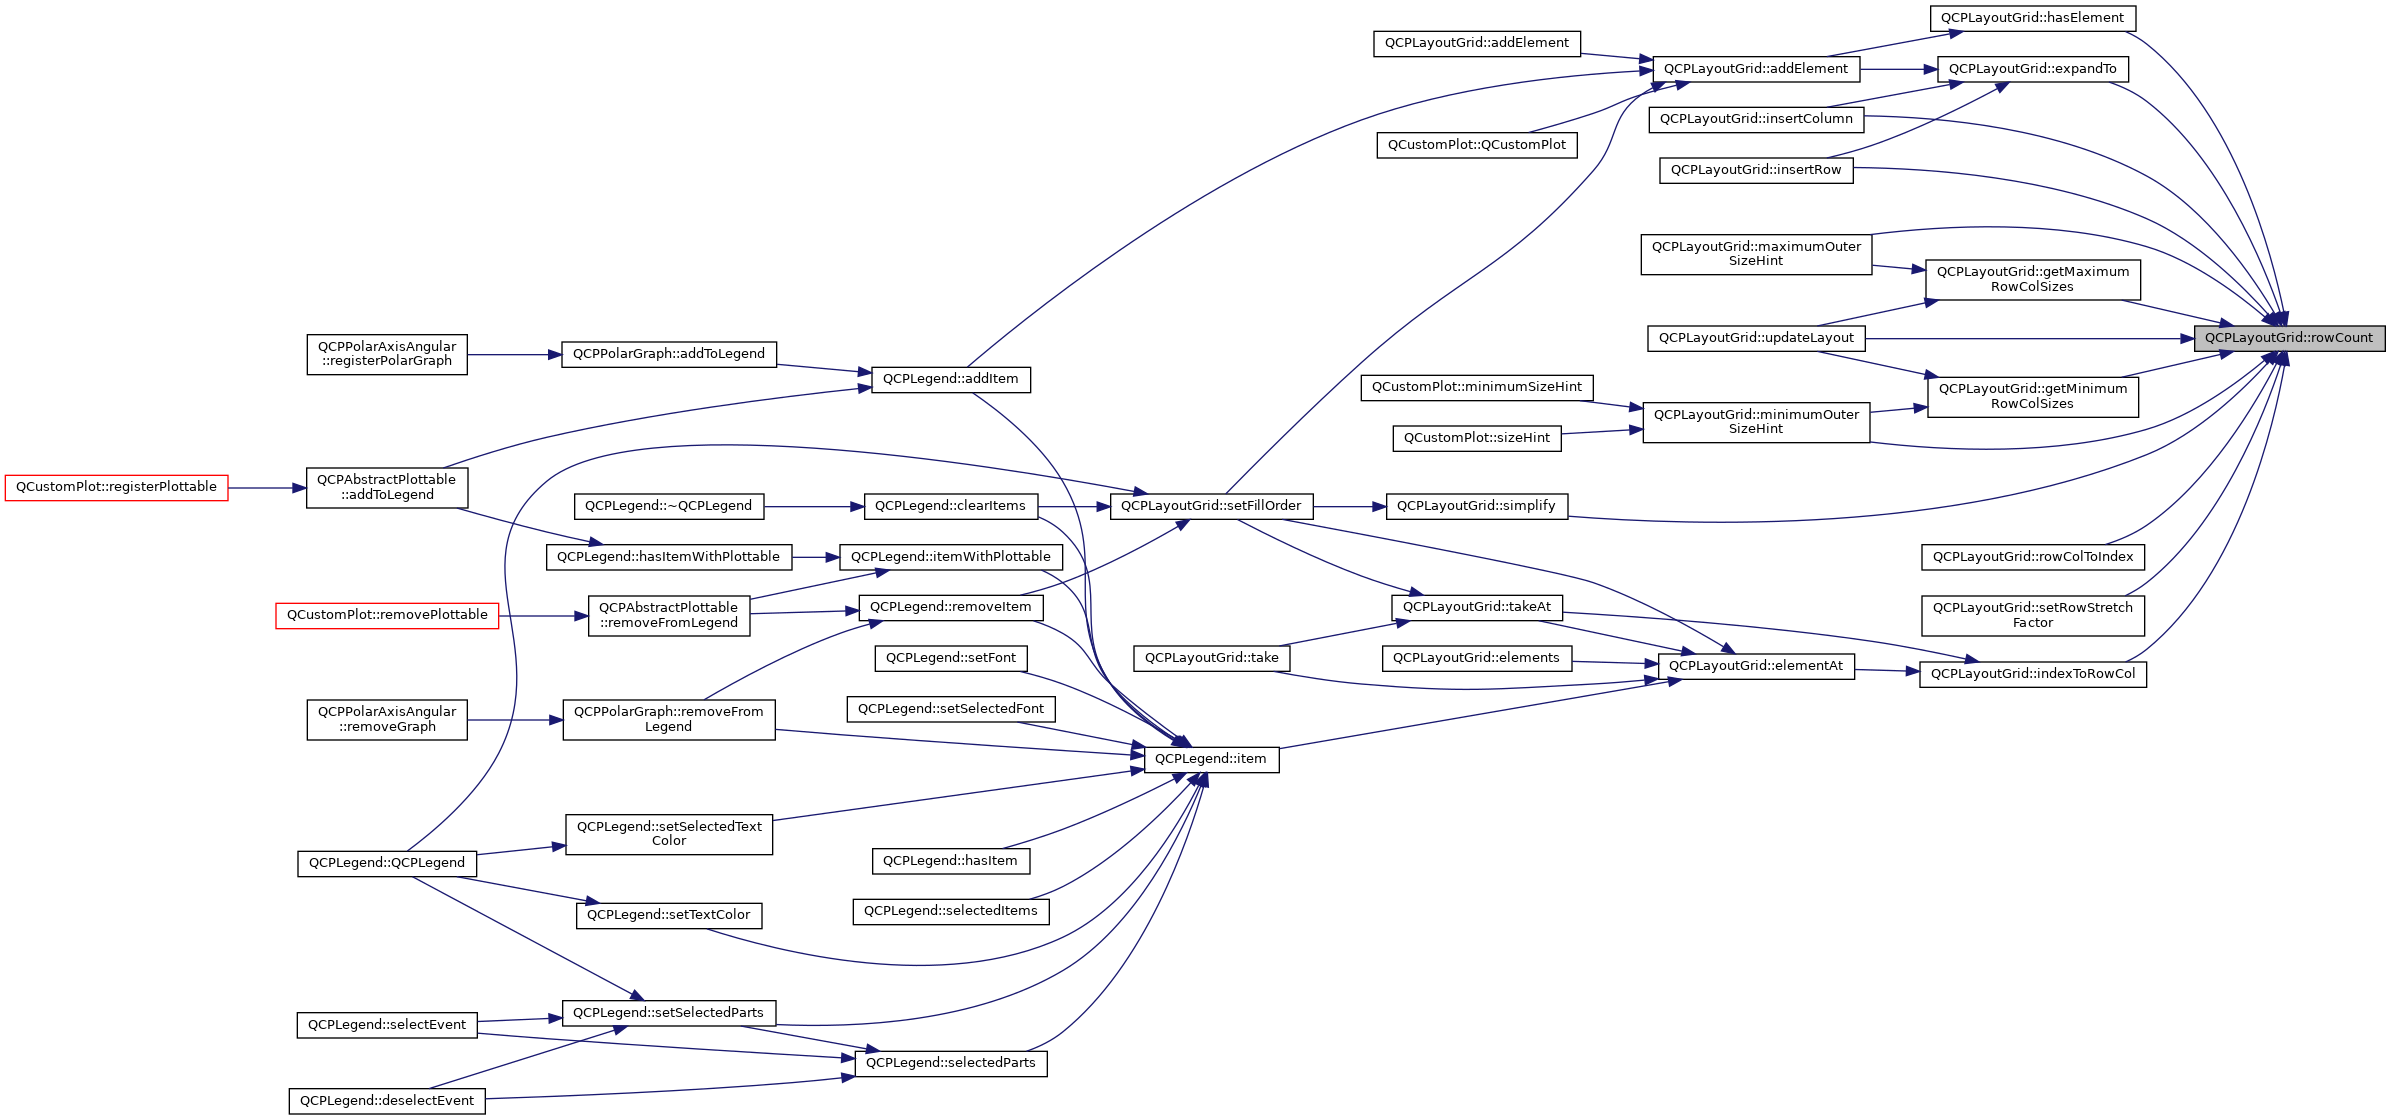 QCPLayoutGrid::hasElement
QCPLayoutGrid::addElement
QCPLayoutGrid::addElement
QCPLayoutGrid::expandTo
QCPLayoutGrid::insertColumn
QCustomPlot::QCustomPlot
QCPLayoutGrid::insertRow
QCPLayoutGrid::maximumOuter
SizeHint
QCPLayoutGrid::getMaximum
RowColSizes
QCPLayoutGrid::updateLayout
QCPLayoutGrid::rowCount
QCPPolarAxisAngular
::registerPolarGraph
QCPPolarGraph::addToLegend
QCPLegend::addItem
QCustomPlot::minimumSizeHint
QCPLayoutGrid::getMinimum
RowColSizes
QCPLayoutGrid::minimumOuter
SizeHint
QCustomPlot::sizeHint
QCustomPlot::registerPlottable
QCPAbstractPlottable
::addToLegend
QCPLegend::~QCPLegend
QCPLegend::clearItems
QCPLayoutGrid::setFillOrder
QCPLayoutGrid::simplify
QCPLegend::hasItemWithPlottable
QCPLegend::itemWithPlottable
QCPLayoutGrid::rowColToIndex
QCustomPlot::removePlottable
QCPAbstractPlottable
::removeFromLegend
QCPLegend::removeItem
QCPLayoutGrid::takeAt
QCPLayoutGrid::setRowStretch
Factor
QCPLegend::setFont
QCPLayoutGrid::take
QCPLayoutGrid::elements
QCPLayoutGrid::elementAt
QCPLayoutGrid::indexToRowCol
QCPPolarAxisAngular
::removeGraph
QCPPolarGraph::removeFrom
Legend
QCPLegend::setSelectedFont
QCPLegend::item
QCPLegend::setSelectedText
Color
QCPLegend::QCPLegend
QCPLegend::hasItem
QCPLegend::setTextColor
QCPLegend::selectedItems
QCPLegend::setSelectedParts
QCPLegend::selectEvent
QCPLegend::selectedParts
QCPLegend::deselectEvent